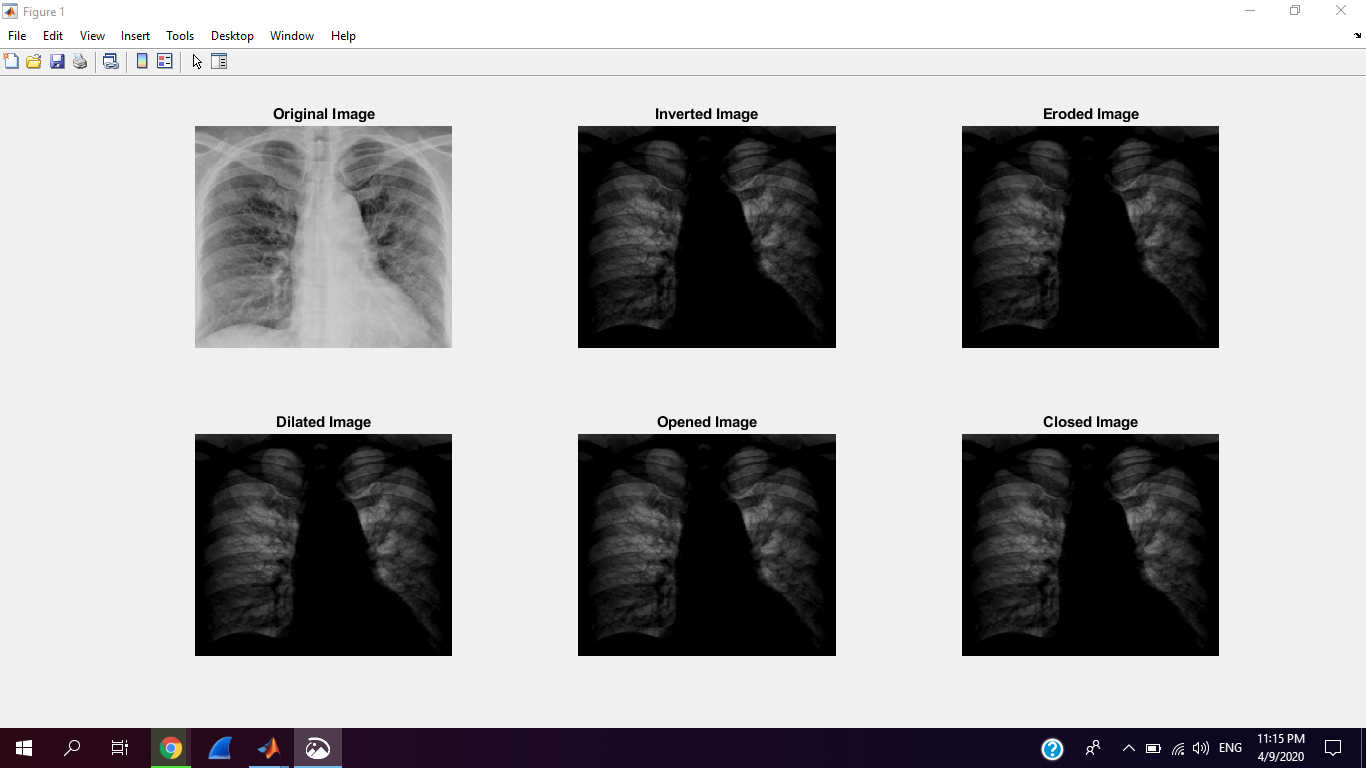 Figure 1
File Edit View Insert Tools Desktop Window Help
Original Image Inverted Image Eroded Image
Dilated Image Opened Image Closed Image
ENG
11:15 PM
4/9/2020